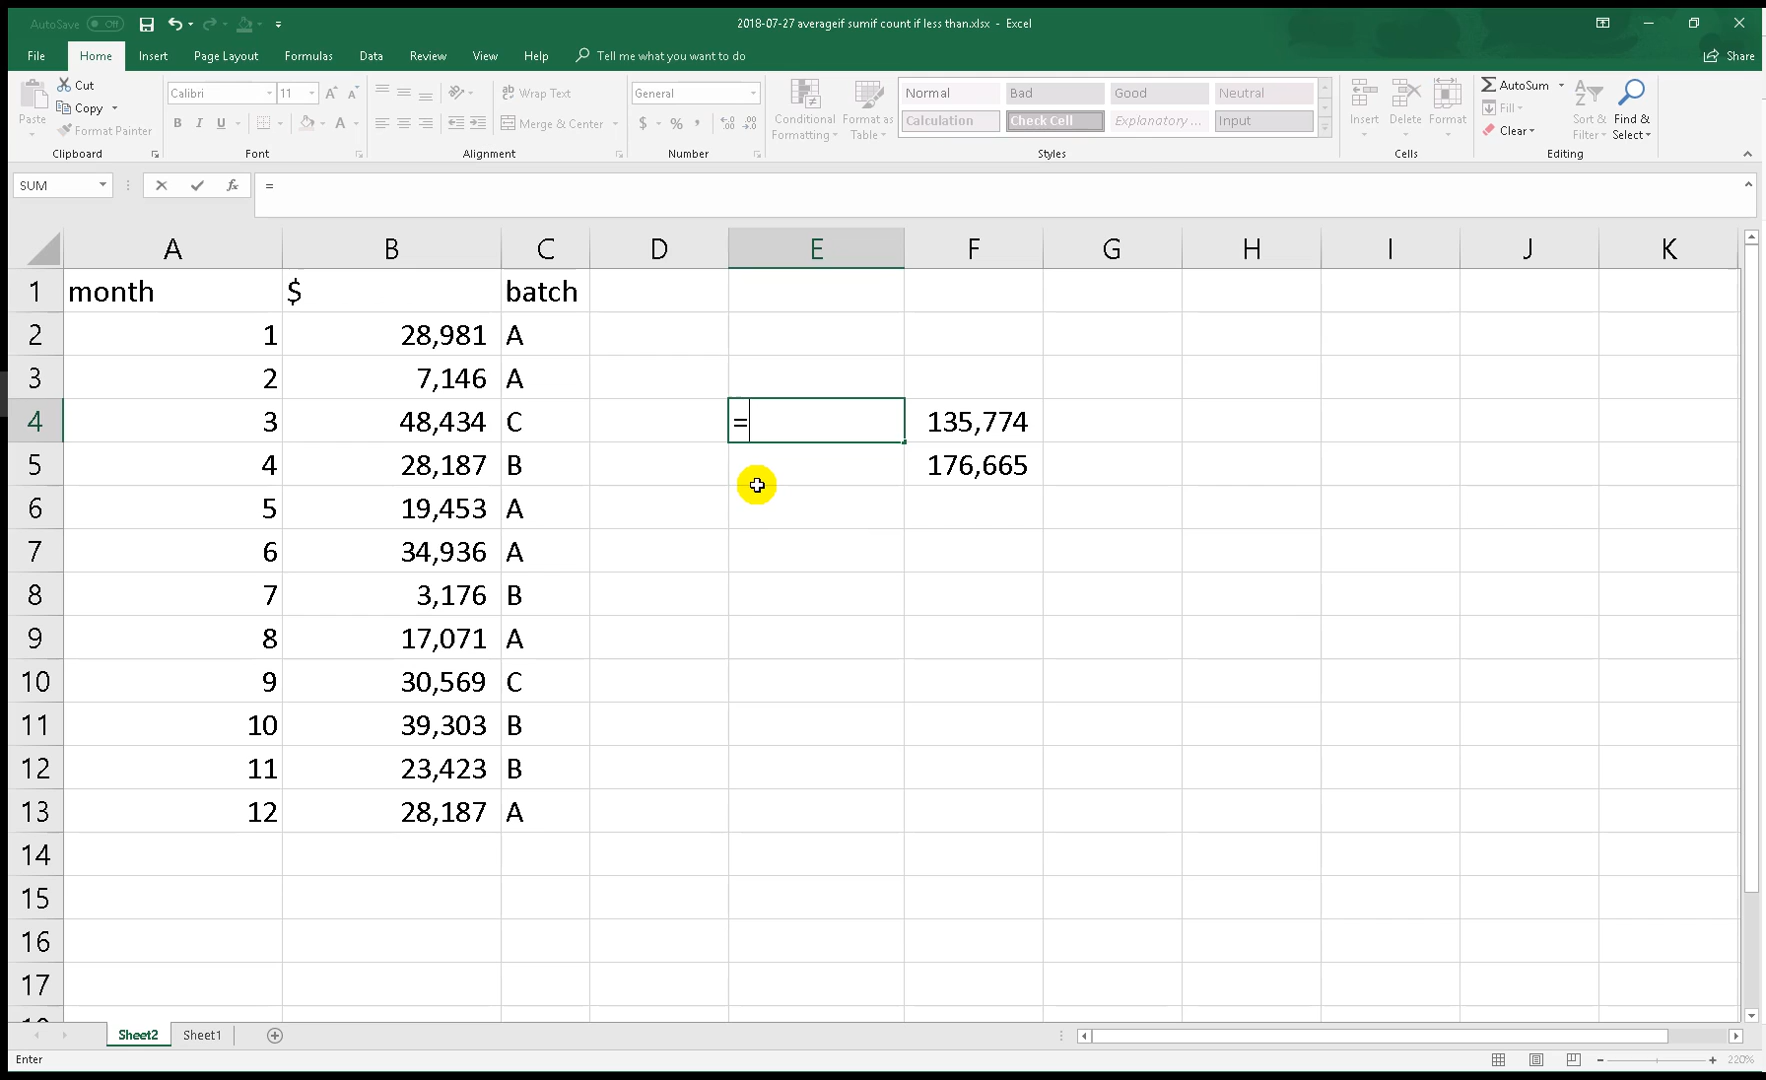 AutoSave Off
2018-07-27 averageif sumif count if less than.xlsx - Excel
File Home Insert Page Layout Formulas Data Review View Help Tell me what you want to do Share
Paste
Cut
Copy
Format Painter
Clipboard
Calibri 11
B I U
Font
Wrap Text
Merge & Center
Alignment
General
$ % ,
Number
Conditional Formatting
Format as Table
Normal Bad Good Neutral
Calculation Check Cell Explanatory ... Input
Styles
Insert Delete Format
Cells
AutoSum
Fill
Clear
Sort & Filter
Find & Select
Editing
SUM fx =
A B C D E F G H I J K
1 month $ batch
2 1 28,981 A
3 2 7,146 A
4 3 48,434 C = 135,774
5 4 28,187 B 176,665
6 5 19,453 A
7 6 34,936 A
8 7 3,176 B
9 8 17,071 A
10 9 30,569 C
11 10 39,303 B
12 11 23,423 B
13 12 28,187 A
14
15
16
17
Sheet2 Sheet1
Enter 220%